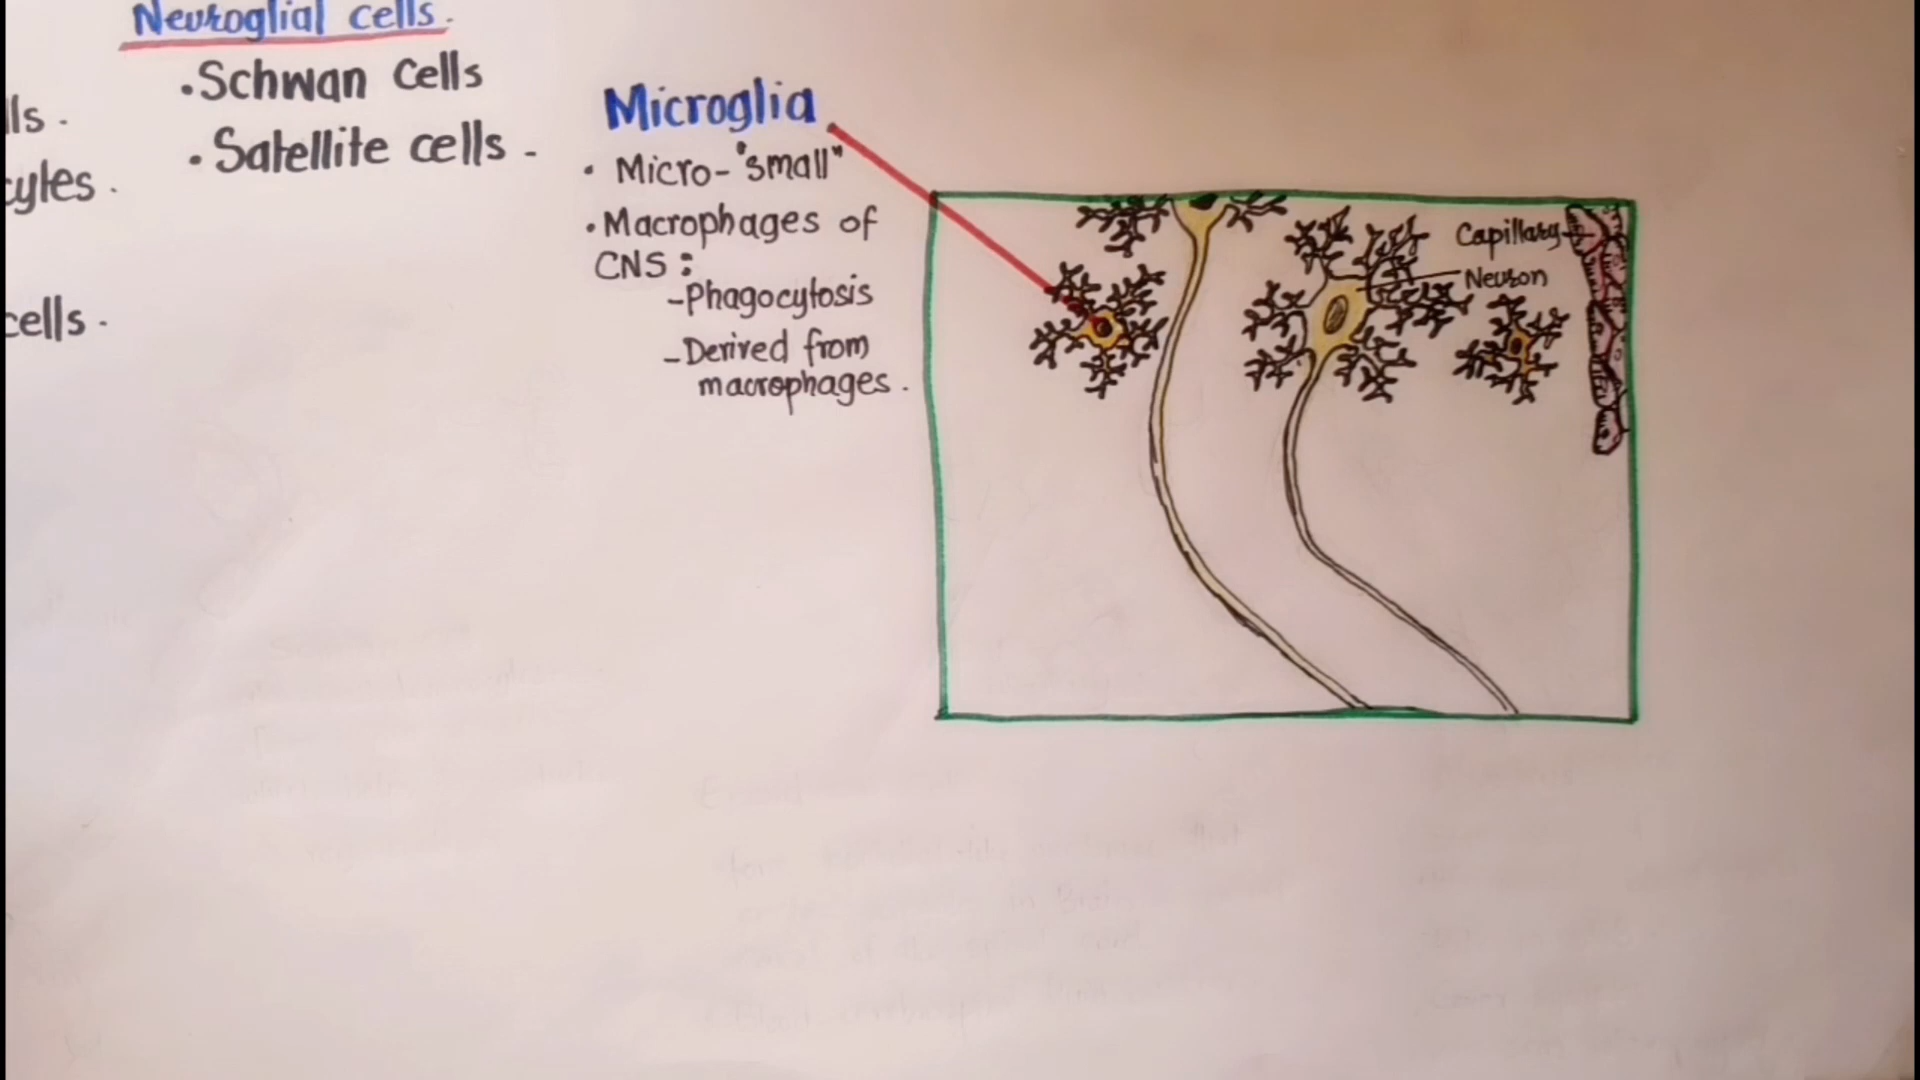 Neuroglial cells.
• Schwan Cells
• Satellite cells -
lls.
cytes.
cells.
Microglia
• Micro- "small"
• Macrophages of
CNS:
-Phagocytosis
-Derived from
macrophages.
Capillary
Neuron